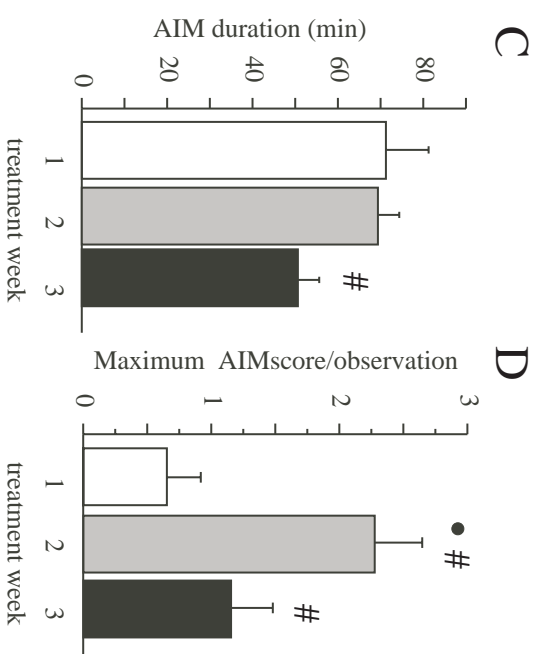 C
AIM duration (min)
80
60
40
20
0
#
1 2 3
treatment week
D
Maximum AIMscore/observation
3
2
1
0
● #
#
1 2 3
treatment week